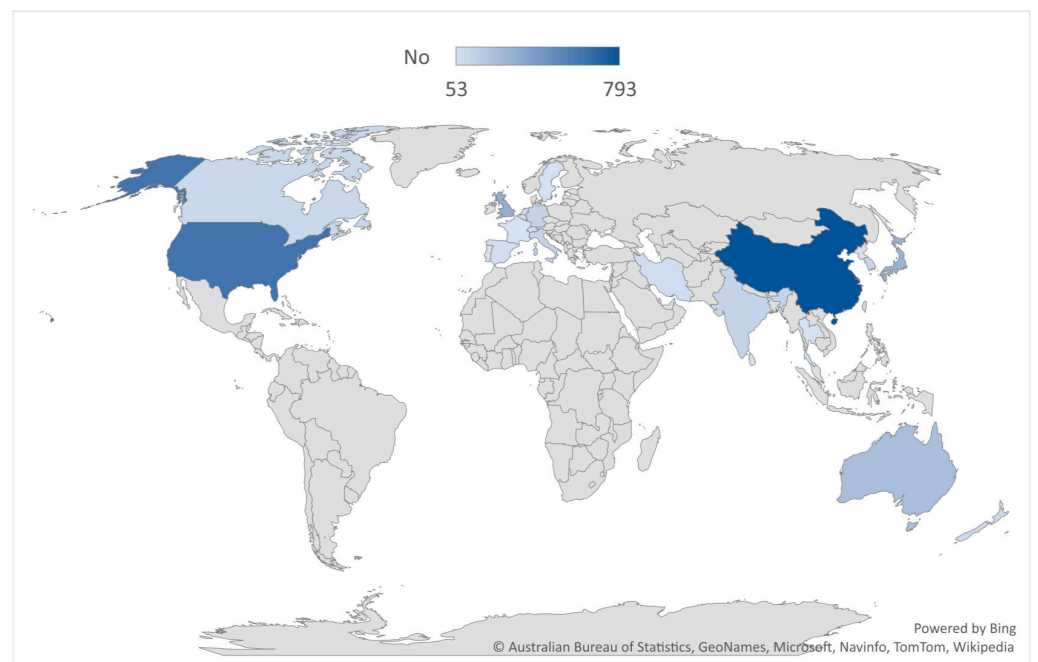 No
53 793
Powered by Bing
© Australian Bureau of Statistics, GeoNames, Microsoft, Navinfo, TomTom, Wikipedia